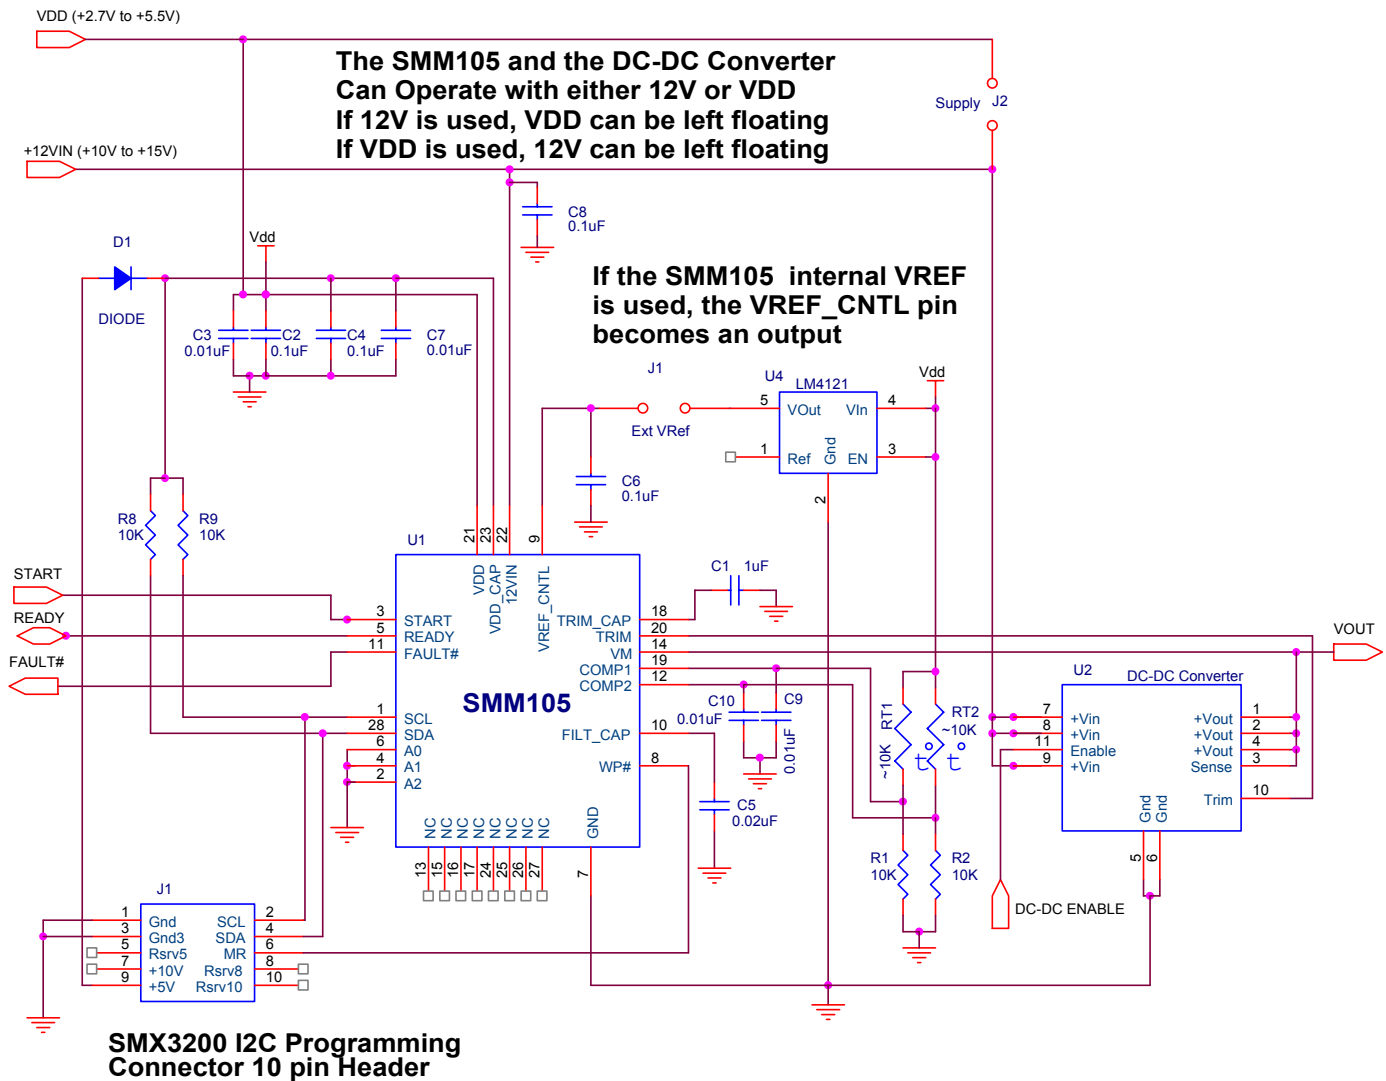 VDD (+2.7V to +5.5V)
The SMM105 and the DC-DC Converter
Can Operate with either 12V or VDD
If 12V is used, VDD can be left floating
If VDD is used, 12V can be left floating
Supply J2
+12VIN (+10V to +15V)
C8
0.1uF
D1
DIODE
Vdd
C3
0.01uF
C2
0.1uF
C4
0.1uF
C7
0.01uF
If the SMM105 internal VREF
is used, the VREF_CNTL pin
becomes an output
J1
Ext VRef
U4
LM4121
Vdd
5 VOut VIn 4
1 Ref Gnd EN 3
2
C6
0.1uF
R8
10K
R9
10K
U1
21
23
22
9
VDD
VDD_CAP
12VIN
VREF_CNTL
C1 1uF
START
READY
FAULT#
3 START
5 READY
11 FAULT#
1 SCL
28 SDA
6 A0
4 A1
2 A2
SMM105
TRIM_CAP 18
TRIM 20
VM 14
COMP1 19
COMP2 12
FILT_CAP 10
WP# 8
NC
NC
NC
NC
NC
NC
NC
NC
GND
13
15
16
17
24
25
26
27
7
C10
0.01uF
C9
0.01uF
C5
0.02uF
RT1
~10K
RT2
~10K
t°
t°
R1
10K
R2
10K
VOUT
U2
DC-DC Converter
7 +Vin
8 +Vin
11 Enable
9 +Vin
+Vout 1
+Vout 2
+Vout 4
Sense 3
Trim 10
Gnd
Gnd
5
6
DC-DC ENABLE
J1
1 Gnd SCL 2
3 Gnd3 SDA 4
5 Rsrv5 MR 6
7 +10V Rsrv8 8
9 +5V Rsrv10 10
SMX3200 I2C Programming
Connector 10 pin Header